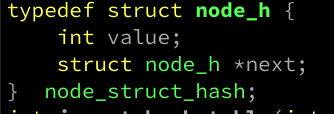 typedef struct node_h {
    int value;
    struct node_h *next;
}  node_struct_hash;